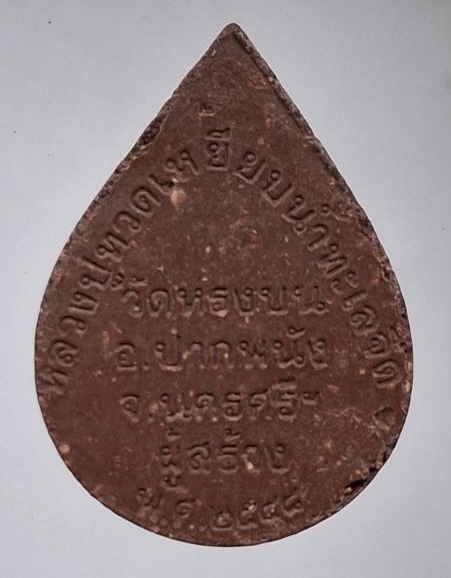 หลวงปู่ทวดเหยียบน้ำทะเลจืด
วัดหรงบน
อ.ปากพนัง
จ.นครศรีฯ
ผู้สร้าง
พ.ศ.๒๕๔๘